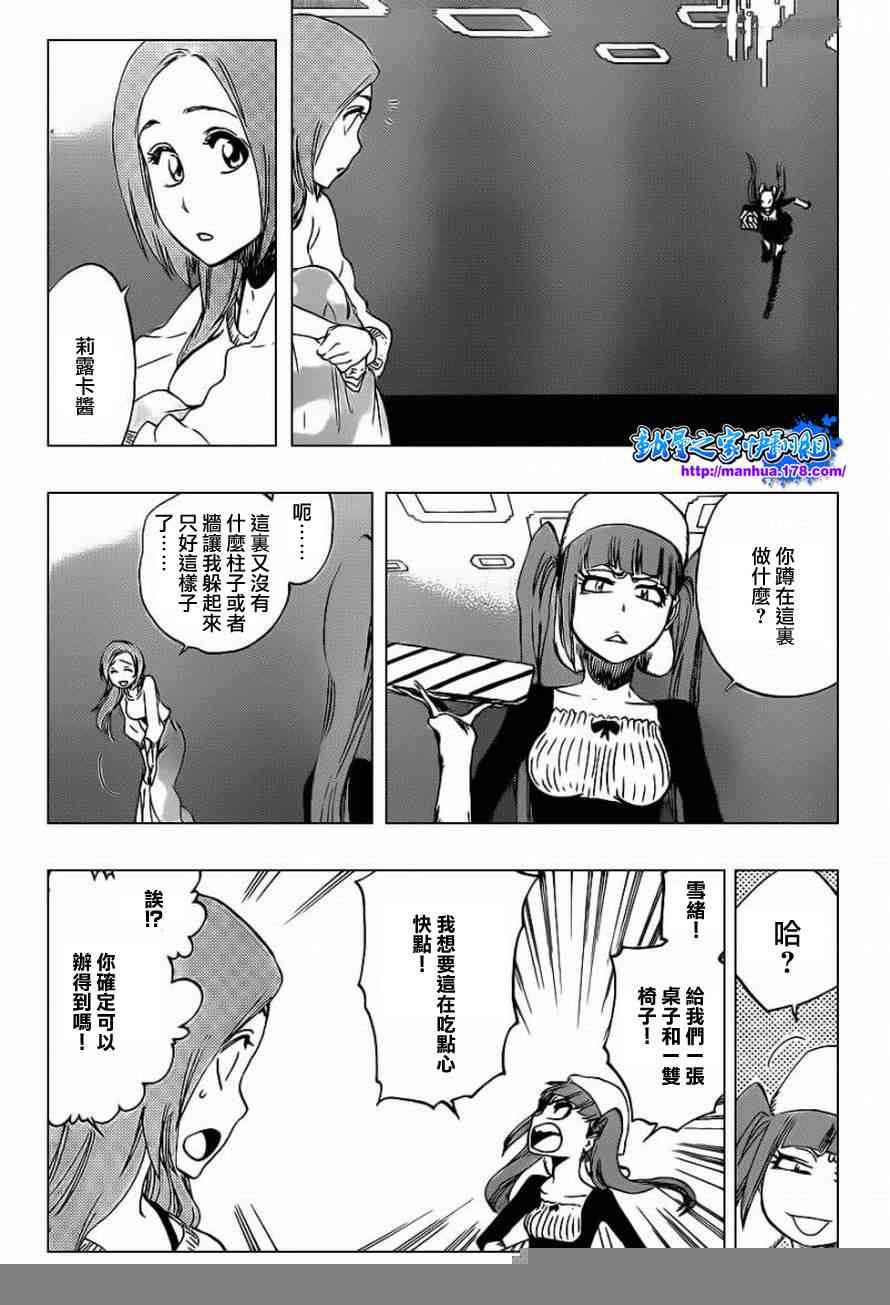 莉露卡醬
動漫之家快翻組
http://manhua.178.com/
你蹲在這裏
做什麼?
呃……
這裏又沒有
什麼柱子或者
牆讓我躲起來
只好這樣子
了……
哈?
雪緒!
給我們一張
桌子和一雙
椅子!
我想要這在吃點心
快點!
誒!?
你確定可以
辦得到嗎!